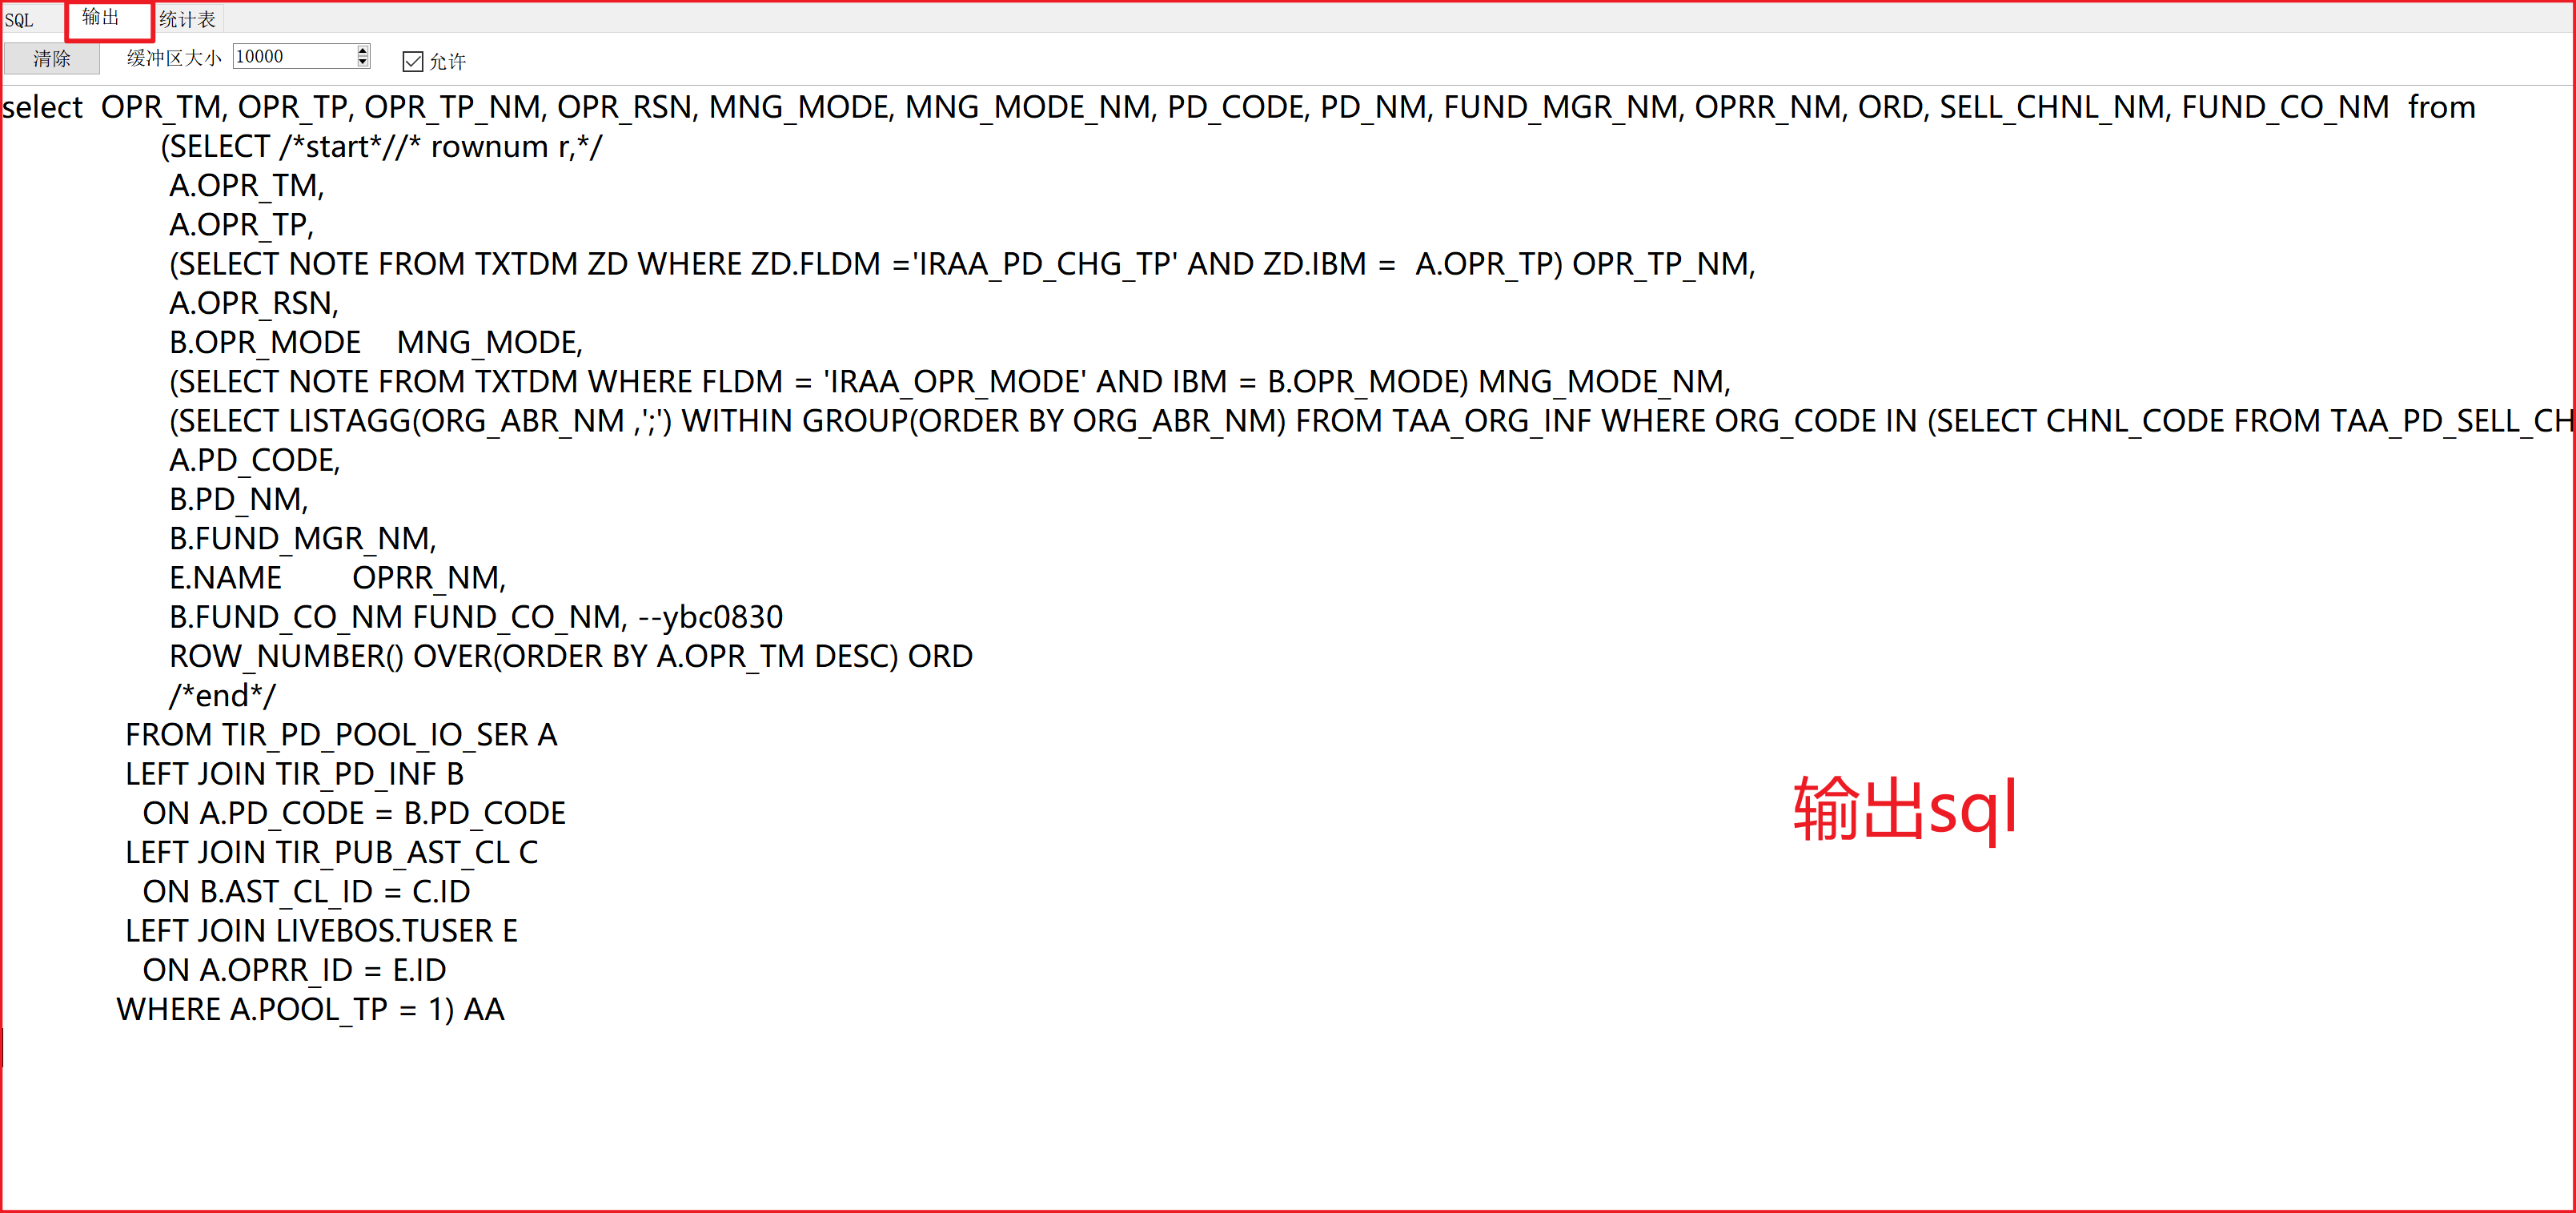 SQL 输出 统计表
清除 缓冲区大小 10000 允许
select  OPR_TM, OPR_TP, OPR_TP_NM, OPR_RSN, MNG_MODE, MNG_MODE_NM, PD_CODE, PD_NM, FUND_MGR_NM, OPRR_NM, ORD, SELL_CHNL_NM, FUND_CO_NM  from
(SELECT /*start*//* rownum r,*/
A.OPR_TM,
A.OPR_TP,
(SELECT NOTE FROM TXTDM ZD WHERE ZD.FLDM ='IRAA_PD_CHG_TP' AND ZD.IBM =  A.OPR_TP) OPR_TP_NM,
A.OPR_RSN,
B.OPR_MODE    MNG_MODE,
(SELECT NOTE FROM TXTDM WHERE FLDM = 'IRAA_OPR_MODE' AND IBM = B.OPR_MODE) MNG_MODE_NM,
(SELECT LISTAGG(ORG_ABR_NM ,';') WITHIN GROUP(ORDER BY ORG_ABR_NM) FROM TAA_ORG_INF WHERE ORG_CODE IN (SELECT CHNL_CODE FROM TAA_PD_SELL_CH
A.PD_CODE,
B.PD_NM,
B.FUND_MGR_NM,
E.NAME        OPRR_NM,
B.FUND_CO_NM FUND_CO_NM, --ybc0830
ROW_NUMBER() OVER(ORDER BY A.OPR_TM DESC) ORD
/*end*/
FROM TIR_PD_POOL_IO_SER A
LEFT JOIN TIR_PD_INF B
ON A.PD_CODE = B.PD_CODE
LEFT JOIN TIR_PUB_AST_CL C
ON B.AST_CL_ID = C.ID
LEFT JOIN LIVEBOS.TUSER E
ON A.OPRR_ID = E.ID
WHERE A.POOL_TP = 1) AA
输出sql